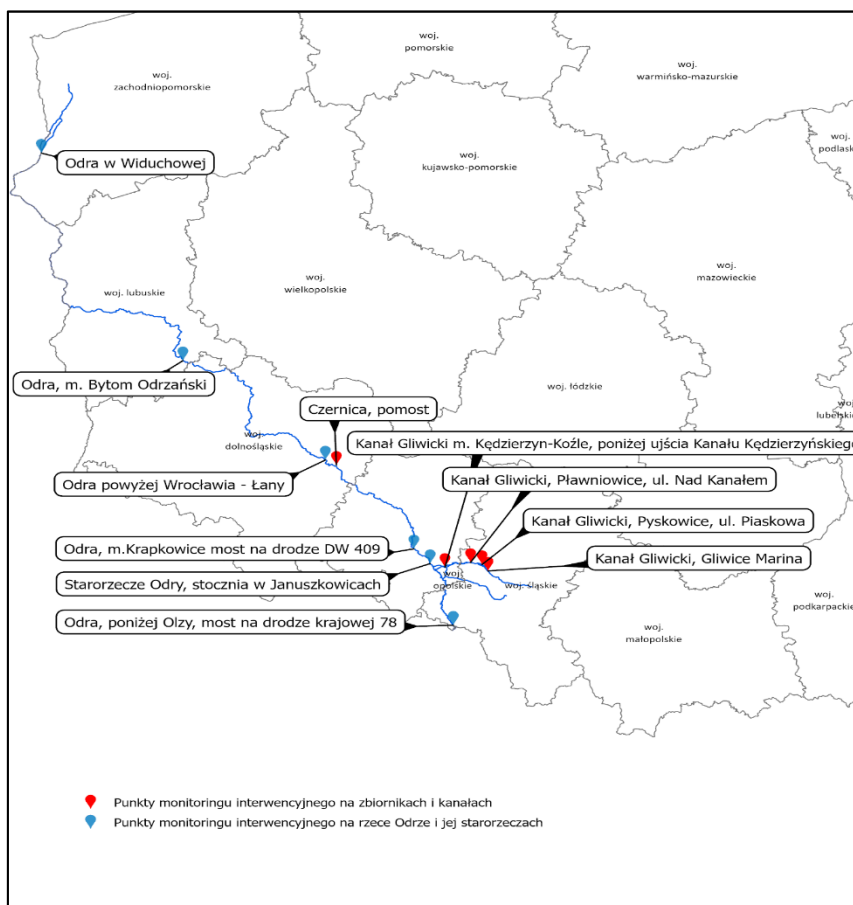 woj.
pomorskie
woj.
zachodniopomorskie
woj.
warmińsko-mazurskie
woj.
podlask
Odra w Widuchowej
woj.
kujawsko-pomorskie
woj.
mazowieckie
woj. lubuskie
woj.
wielkopolskie
Odra, m. Bytom Odrzański
woj. łódzkie
woj.
lubelski
Czernica, pomost
woj.
dolnośląskie
Kanał Gliwicki m. Kędzierzyn-Koźle, poniżej ujścia Kanału Kędzierzyńskiego
Odra powyżej Wrocławia - Łany
Kanał Gliwicki, Pławniowice, ul. Nad Kanałem
Kanał Gliwicki, Pyskowice, ul. Piaskowa
Odra, m.Krapkowice most na drodze DW 409
Kanał Gliwicki, Gliwice Marina
Starorzecze Odry, stocznia w Januszkowicach
woj.
opolskie
woj. śląskie
woj.
podkarpackie
Odra, poniżej Olzy, most na drodze krajowej 78
woj.
małopolskie
Punkty monitoringu interwencyjnego na zbiornikach i kanałach
Punkty monitoringu interwencyjnego na rzece Odrze i jej starorzeczach